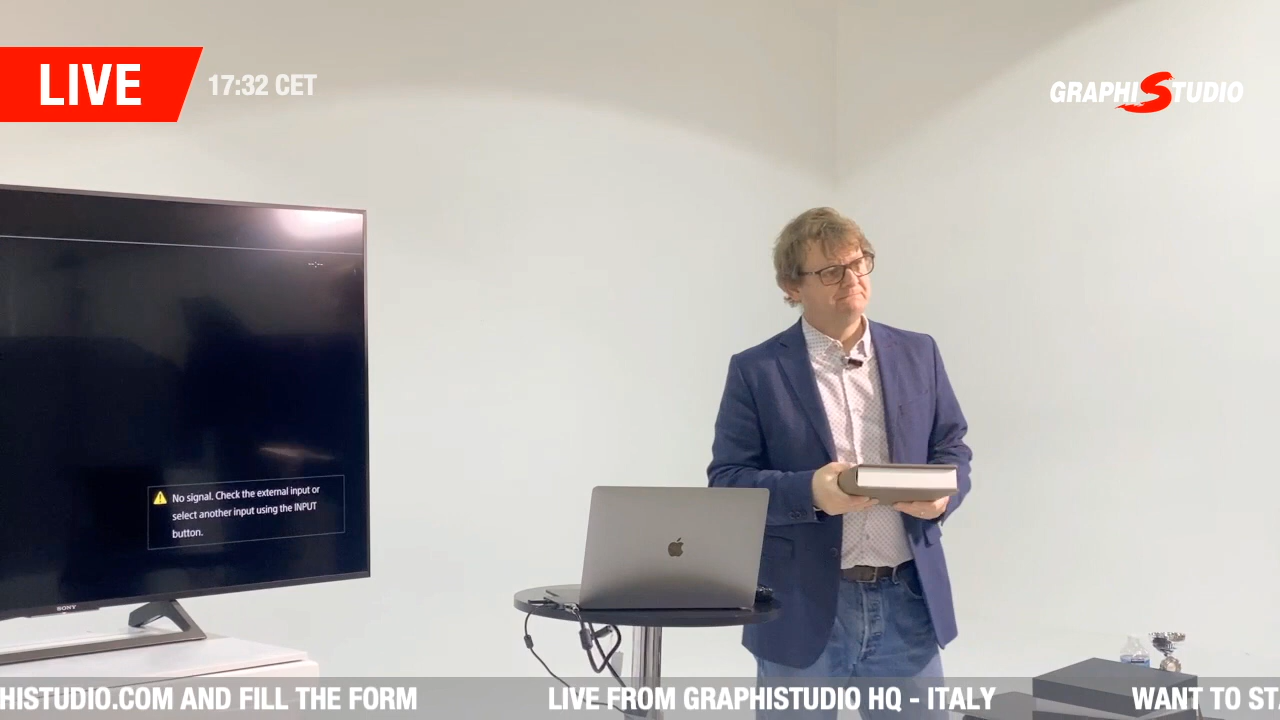 LIVE
17:32 CET
GRAPHISTUDIO
No signal. Check the external input or
select another input using the INPUT
button.
SONY
HISTUDIO.COM AND FILL THE FORM
LIVE FROM GRAPHISTUDIO HQ - ITALY
WANT TO STA